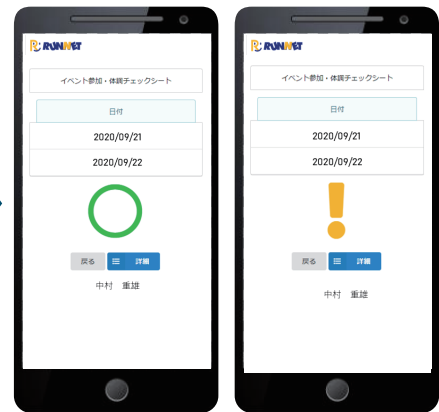 RUNNET
イベント参加・体調チェックシート
日付
2020/09/21
2020/09/22
戻る
詳細
中村　重雄
RUNNET
イベント参加・体調チェックシート
日付
2020/09/21
2020/09/22
戻る
詳細
中村　重雄